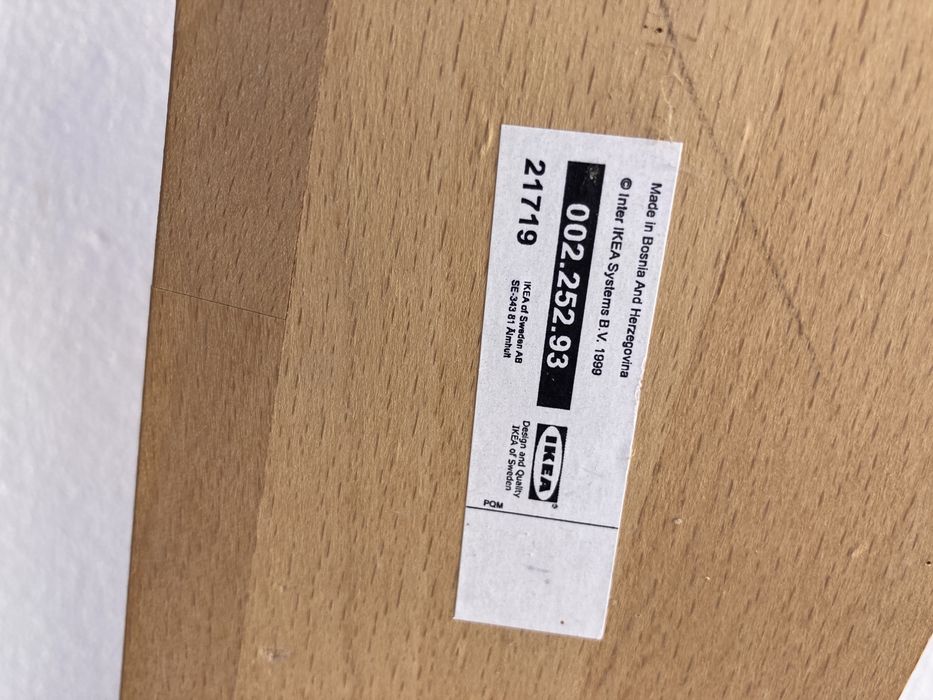 Made in Bosnia And Herzegovina
© Inter IKEA Systems B.V. 1999
002.252.93
21719
IKEA of Sweden AB
SE-343 81 Älmhult
IKEA®
Design and Quality
IKEA of Sweden
PQM